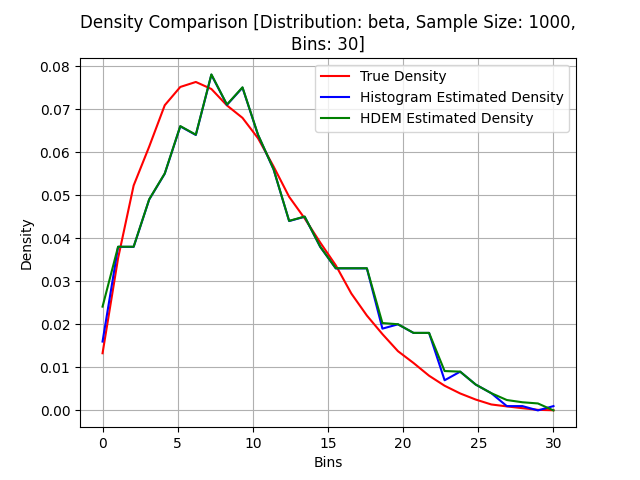 Density Comparison [Distribution: beta, Sample Size: 1000,
Bins: 30]
True Density
Histogram Estimated Density
HDEM Estimated Density
Density
0.08
0.07
0.06
0.05
0.04
0.03
0.02
0.01
0.00
0 5 10 15 20 25 30
Bins